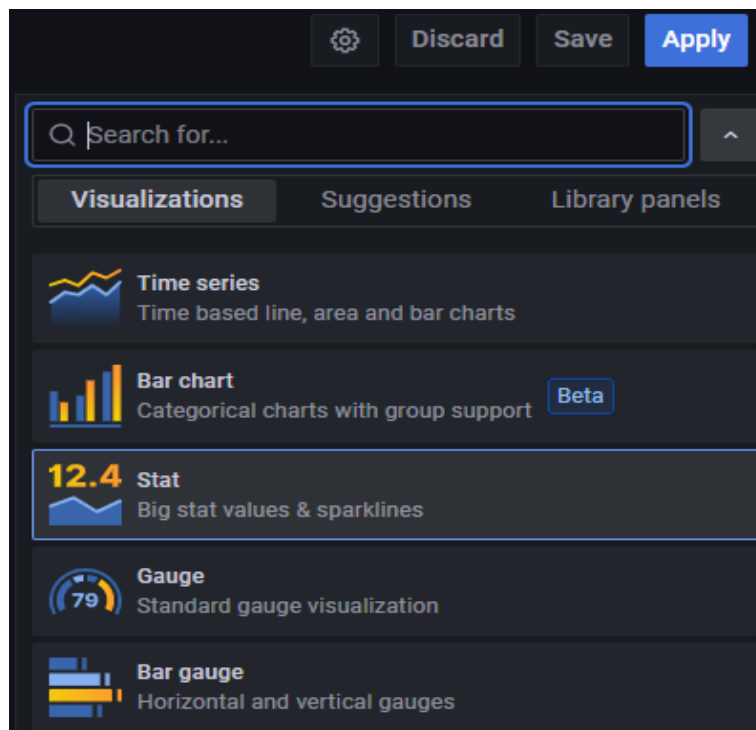 Discard Save Apply
Search for...
Visualizations Suggestions Library panels
Time series
Time based line, area and bar charts
Bar chart
Categorical charts with group support Beta
12.4 Stat
Big stat values & sparklines
Gauge
79 Standard gauge visualization
Bar gauge
Horizontal and vertical gauges